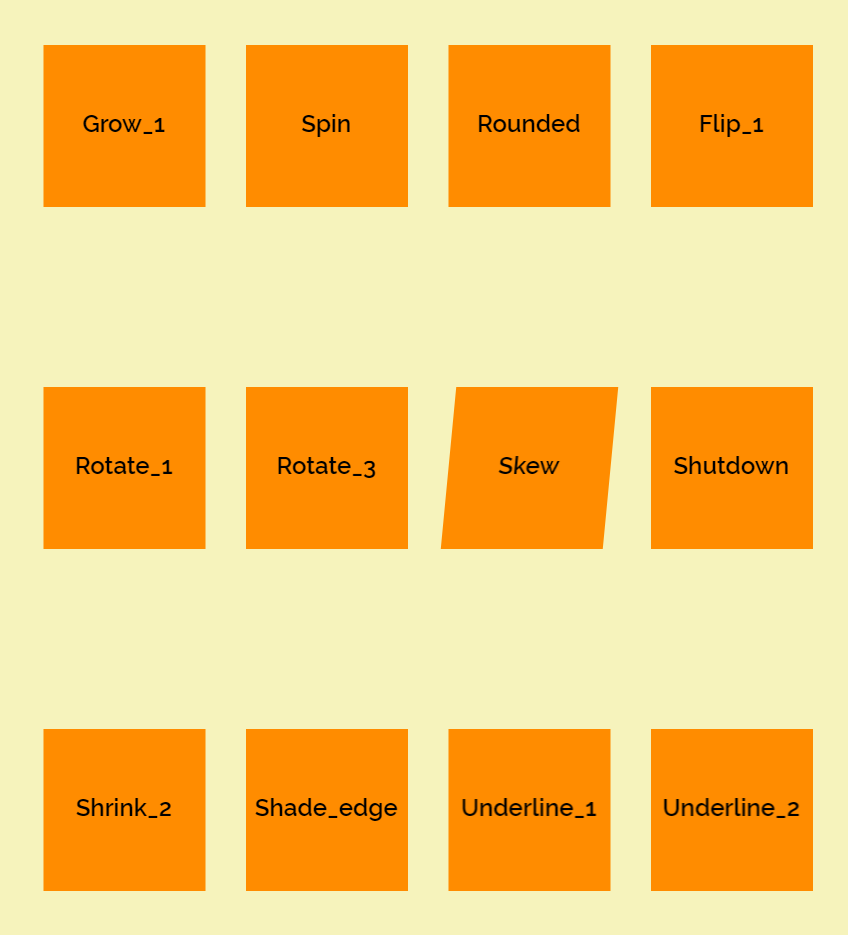 Grow_1
Spin
Rounded
Flip_1
Rotate_1
Rotate_3
Skew
Shutdown
Shrink_2
Shade_edge
Underline_1
Underline_2